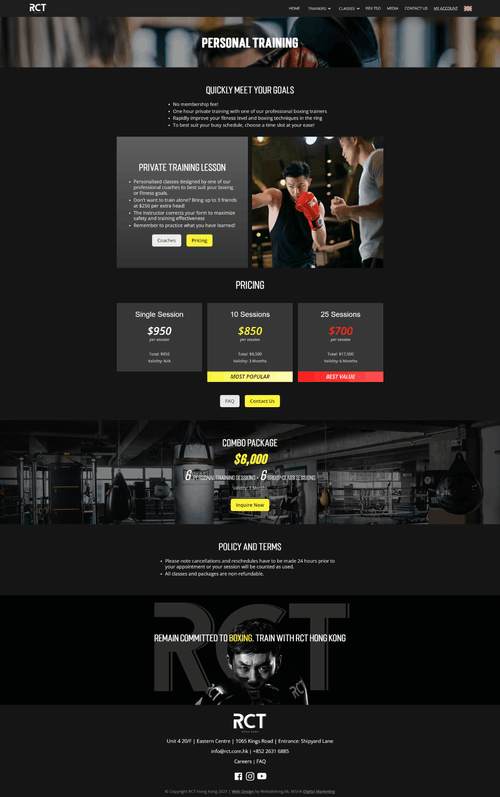 RCT
HOME TRAINERS CLASSES REX TSO MEDIA CONTACT US MY ACCOUNT
PERSONAL TRAINING
QUICKLY MEET YOUR GOALS
No membership fee!
One hour private training with one of our professional boxing trainers
Rapidly improve your fitness level and boxing techniques in the ring
To best suit your busy schedule, choose a time slot at your ease!
PRIVATE TRAINING LESSON
Personalised classes designed by one of our
professional coaches to best suit your boxing
or fitness goals.
Don't want to train alone? Bring up to 3 friends
at $250 per extra head!
The instructor corrects your form to maximize
safety and training effectiveness
Remember to practice what you have learned!
Coaches Pricing
PRICING
Single Session
$950
per session
Total: $950
Validity: N/A
10 Sessions
$850
per session
Total: $8,500
Validity: 3 Months
MOST POPULAR
25 Sessions
$700
per session
Total: $17,500
Validity: 6 Months
BEST VALUE
FAQ Contact Us
COMBO PACKAGE
$6,000
6 PERSONAL TRAINING SESSIONS + 6 GROUP CLASS SESSIONS
Validity: 3 Months
Inquire Now
POLICY AND TERMS
Please note cancellations and reschedules have to be made 24 hours prior to
your appointment or your session will be counted as used.
All classes and packages are non-refundable.
RCT
REMAIN COMMITTED TO BOXING. TRAIN WITH RCT HONG KONG
RCT
HONG KONG
Unit 4 20/F | Eastern Centre | 1065 Kings Road | Entrance: Shipyard Lane
info@rct.com.hk | +852 2631 6885
Careers | FAQ
© Copyright RCT Hong Kong 2023 | Web Design by
Digital Marketing